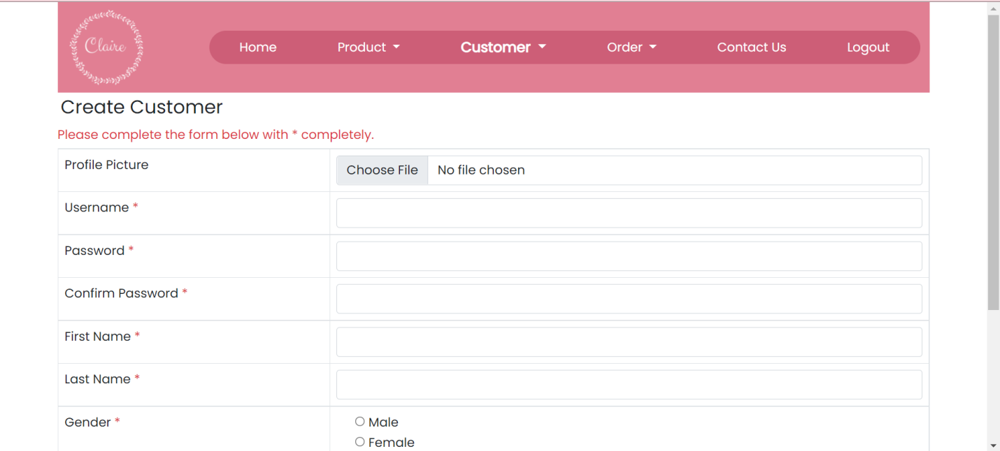 Claire
Home Product Customer Order Contact Us Logout
Create Customer
Please complete the form below with * completely.
Profile Picture Choose File No file chosen
Username *
Password *
Confirm Password *
First Name *
Last Name *
Gender * Male
Female